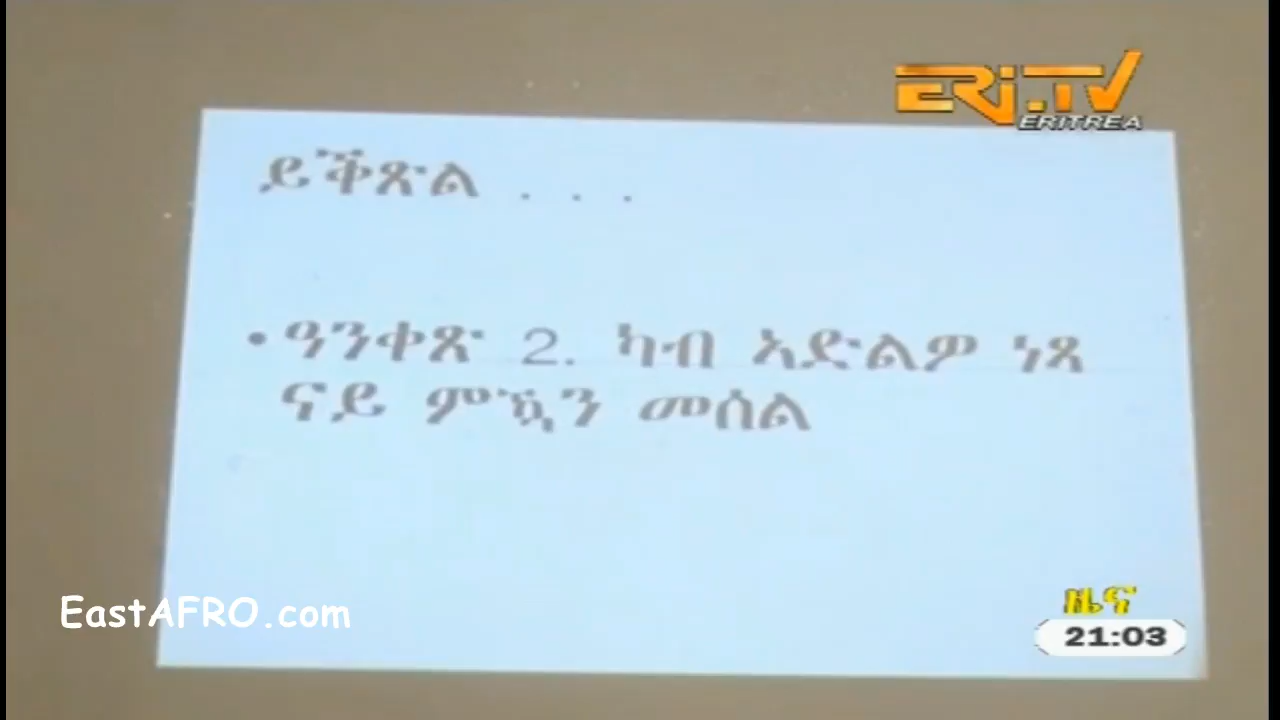 ERi.TV
ERITREA
ይቕጽል . . .
• ዓንቀጽ 2. ካብ ኣድልዎ ነጻ
ናይ ምዃን መሰል
EastAFRO.com
ዜና
21:03